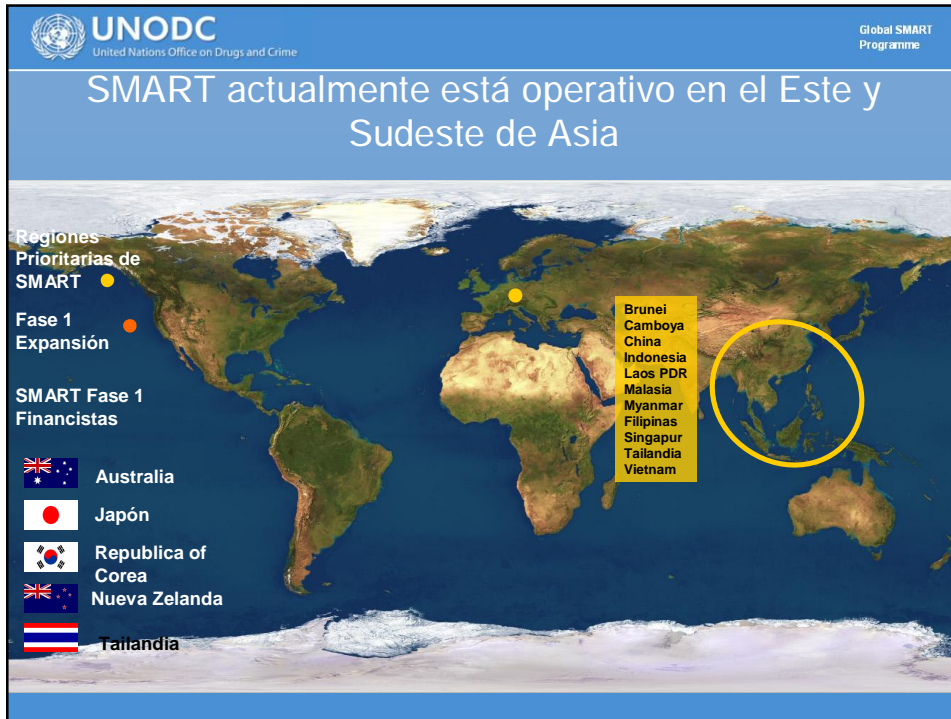 UNODC
United Nations Office on Drugs and Crime
Global SMART
Programme
SMART actualmente está operativo en el Este y
Sudeste de Asia
Regiones
Prioritarias de
SMART
Fase 1
Expansión
SMART Fase 1
Financistas
Australia
Japón
Republica of
Corea
Nueva Zelanda
Tailandia
Brunei
Camboya
China
Indonesia
Laos PDR
Malasia
Myanmar
Filipinas
Singapur
Tailandia
Vietnam